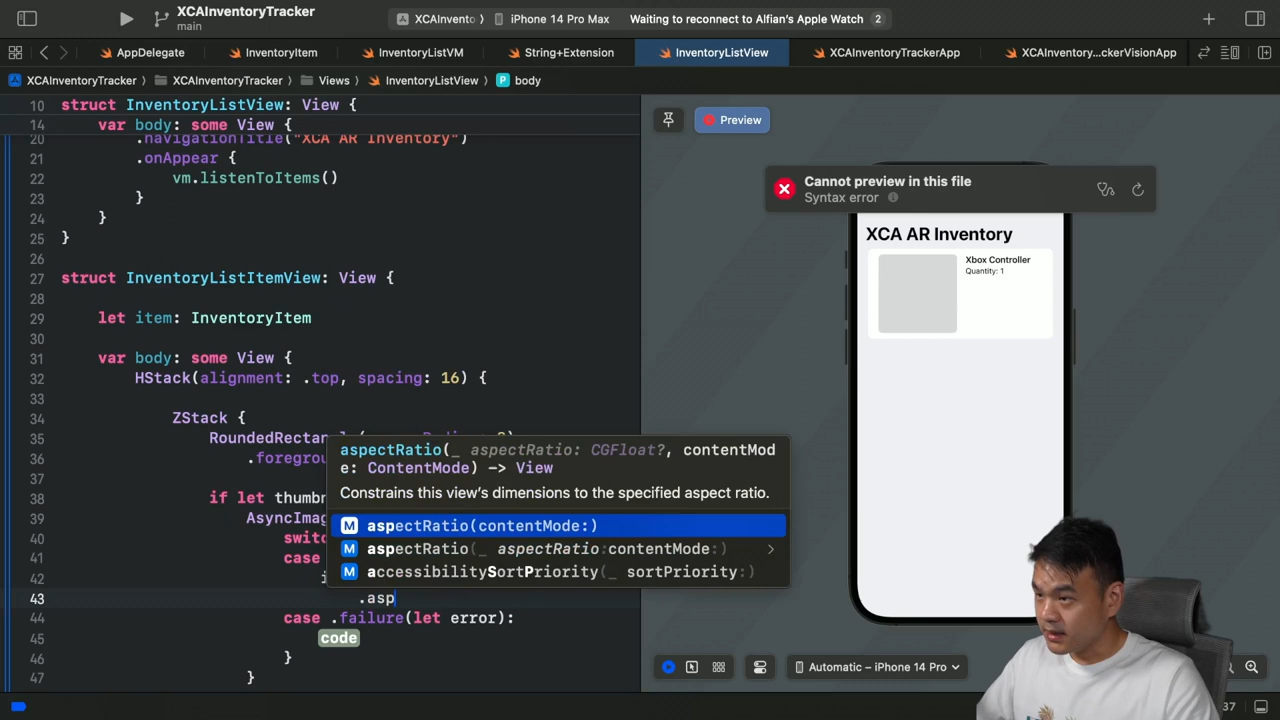 XCAInventoryTracker
main
XCAInvento
iPhone 14 Pro Max
Waiting to reconnect to Alfian's Apple Watch
2
AppDelegate
InventoryItem
InventoryListVM
String+Extension
InventoryListView
XCAInventoryTrackerApp
XCAInventory...ckerVisionApp
XCAInventoryTracker
XCAInventoryTracker
Views
InventoryListView
P body
10 struct InventoryListView: View {
14 var body: some View {
20 .navigationTitle("XCA AR Inventory")
21 .onAppear {
22 vm.listenToItems()
23 }
24 }
25 }
26
27 struct InventoryListItemView: View {
28
29 let item: InventoryItem
30
31 var body: some View {
32 HStack(alignment: .top, spacing: 16) {
33
34 ZStack {
35 RoundedRectang
36 .foregrou
37
38 if let thumbn
39 AsyncImag
40 switc
41 case
42 i
43 .asp
44 case .failure(let error):
45 code
46 }
47 }
aspectRatio(_ aspectRatio: CGFloat?, contentMod
e: ContentMode) -> View
Constrains this view's dimensions to the specified aspect ratio.
M aspectRatio(contentMode:)
M aspectRatio(_ aspectRatio:contentMode:)
M accessibilitySortPriority(_ sortPriority:)
Preview
Cannot preview in this file
Syntax error
XCA AR Inventory
Xbox Controller
Quantity: 1
Automatic – iPhone 14 Pro